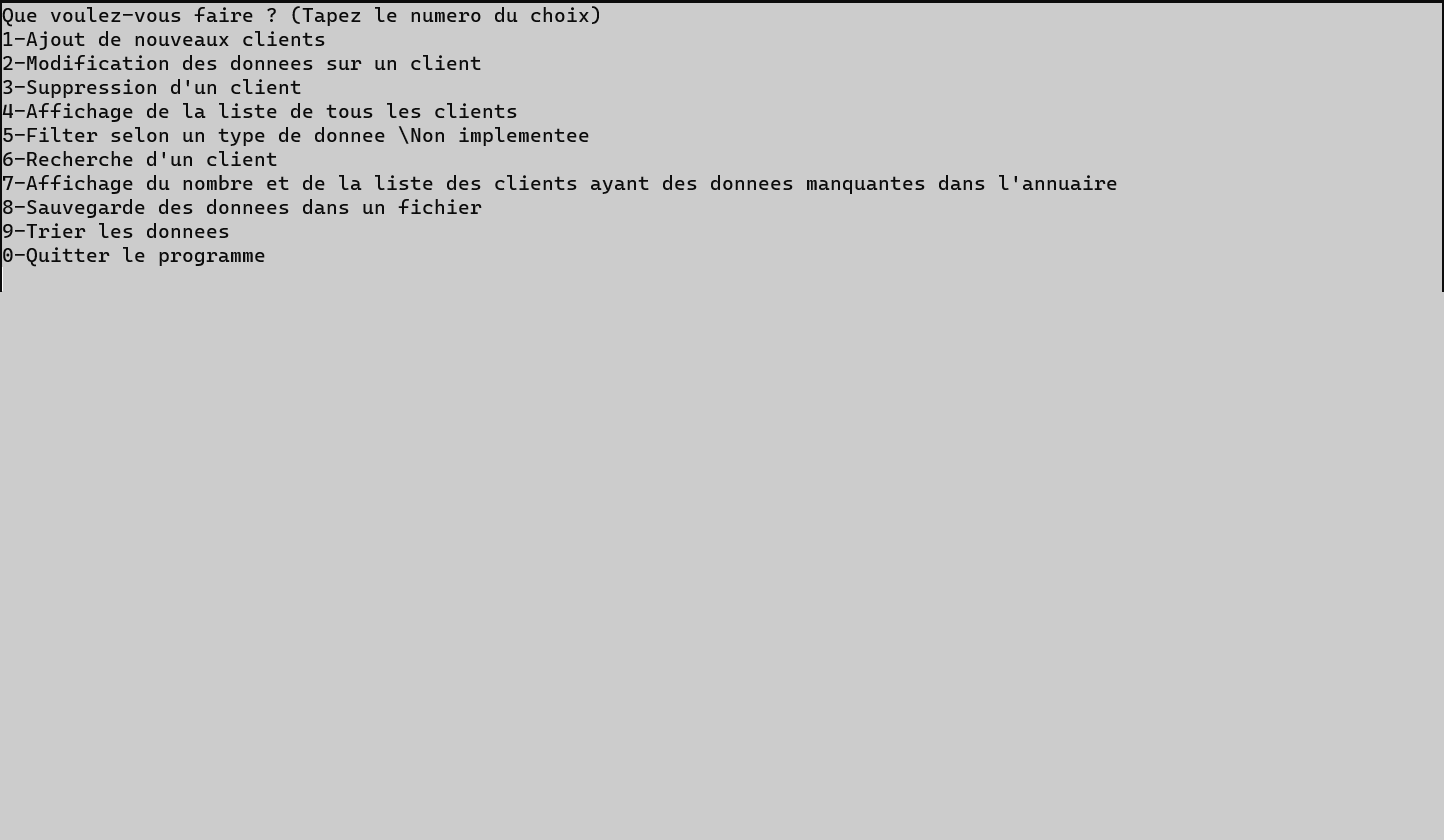 Que voulez-vous faire ? (Tapez le numero du choix)
1-Ajout de nouveaux clients
2-Modification des donnees sur un client
3-Suppression d'un client
4-Affichage de la liste de tous les clients
5-Filter selon un type de donnee \Non implementee
6-Recherche d'un client
7-Affichage du nombre et de la liste des clients ayant des donnees manquantes dans l'annuaire
8-Sauvegarde des donnees dans un fichier
9-Trier les donnees
0-Quitter le programme